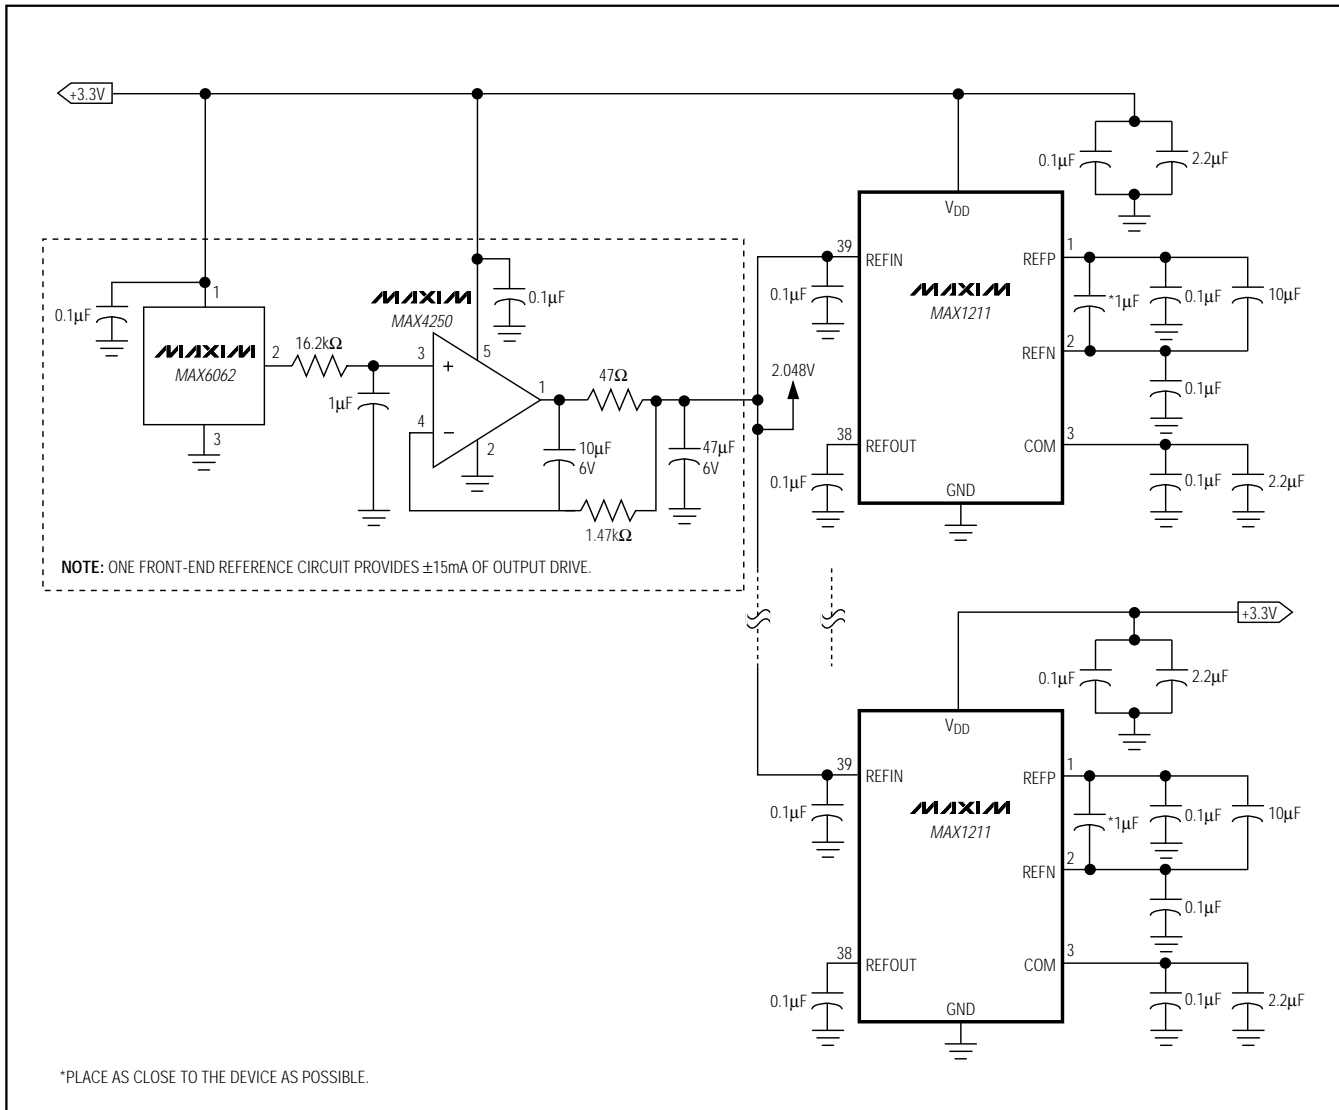 +3.3V
0.1µF
2.2µF
VDD
39
REFIN
REFP
1
0.1µF
MAXIM
MAX1211
*1µF
0.1µF
10µF
REFN
2
0.1µF
38
REFOUT
COM
3
0.1µF
0.1µF
2.2µF
GND
0.1µF
1
MAXIM
MAX6062
2
3
16.2kΩ
1µF
MAXIM
MAX4250
0.1µF
3
+
5
4
−
2
1
47Ω
10µF
6V
47µF
6V
1.47kΩ
2.048V
NOTE: ONE FRONT-END REFERENCE CIRCUIT PROVIDES ±15mA OF OUTPUT DRIVE.
+3.3V
0.1µF
2.2µF
VDD
39
REFIN
REFP
1
0.1µF
MAXIM
MAX1211
*1µF
0.1µF
10µF
REFN
2
0.1µF
38
REFOUT
COM
3
0.1µF
0.1µF
2.2µF
GND
*PLACE AS CLOSE TO THE DEVICE AS POSSIBLE.